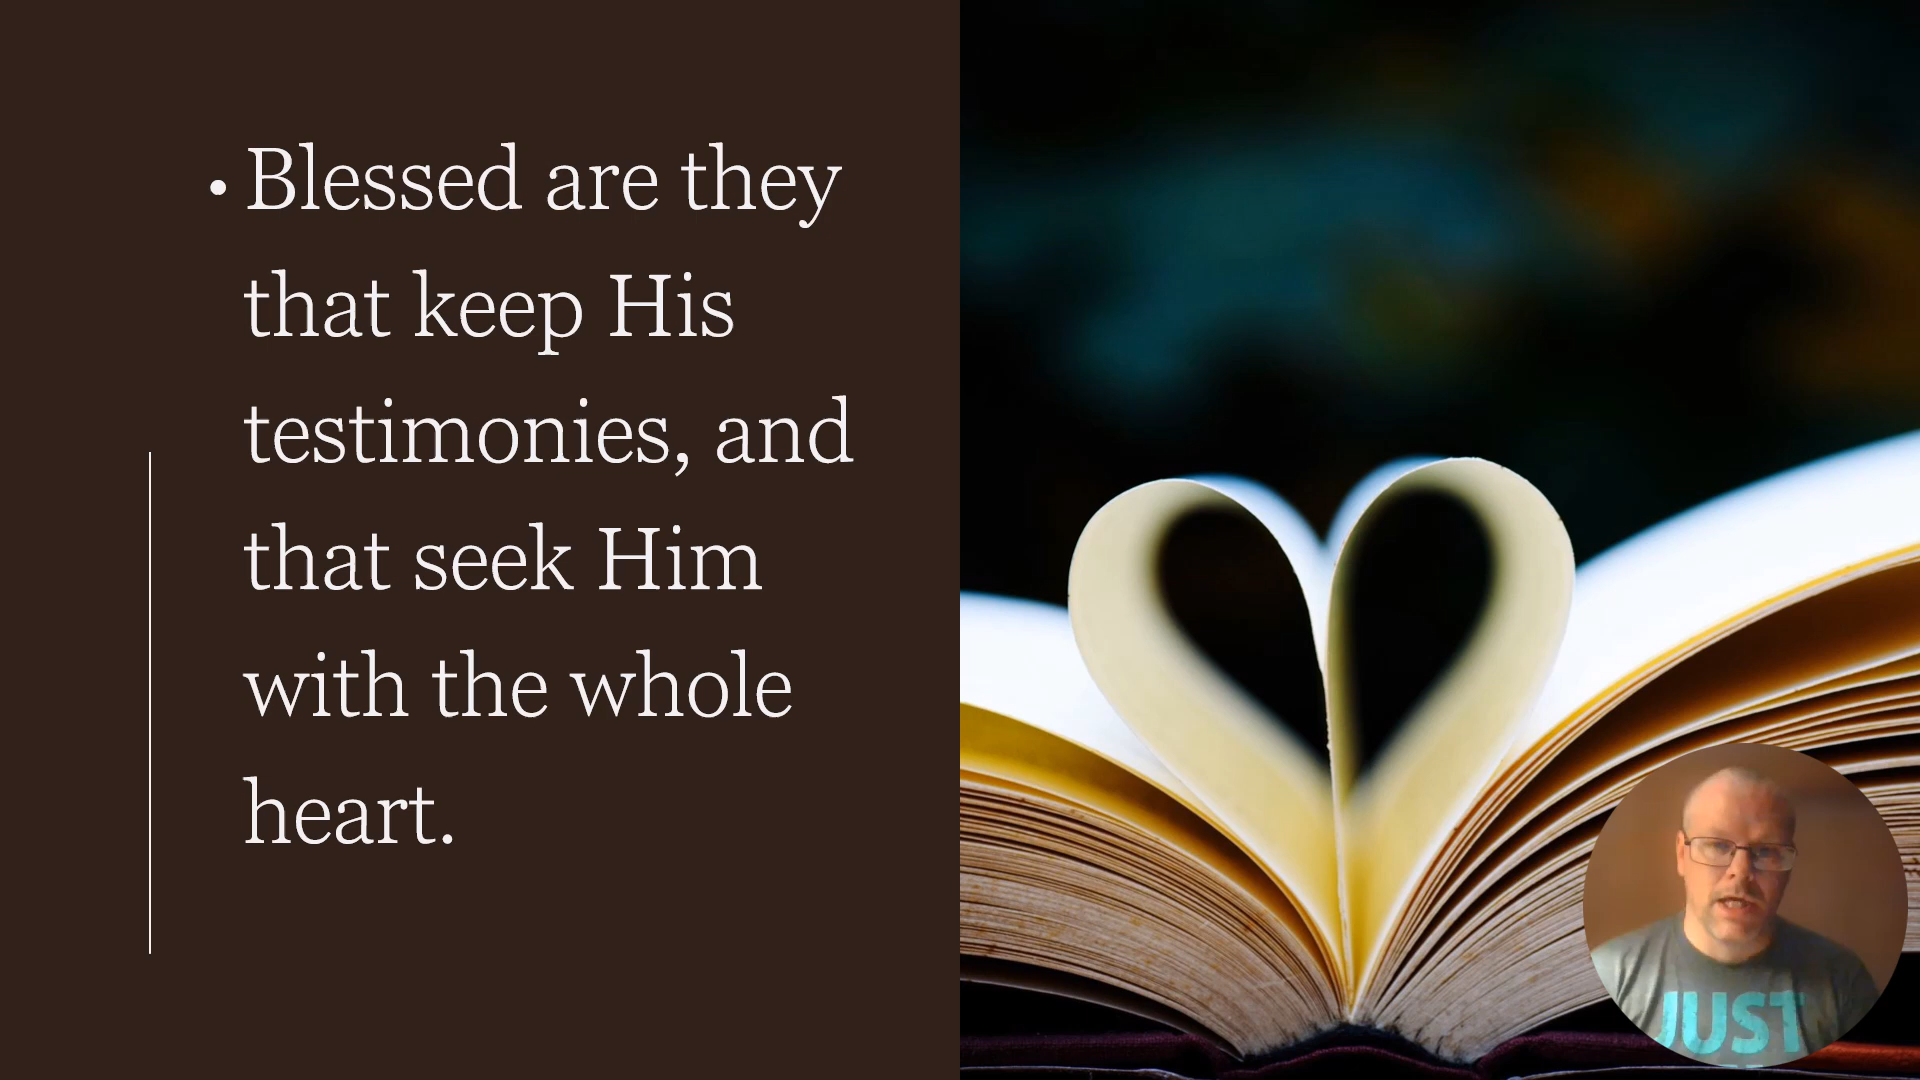 • Blessed are they
that keep His
testimonies, and
that seek Him
with the whole
heart.
JUST